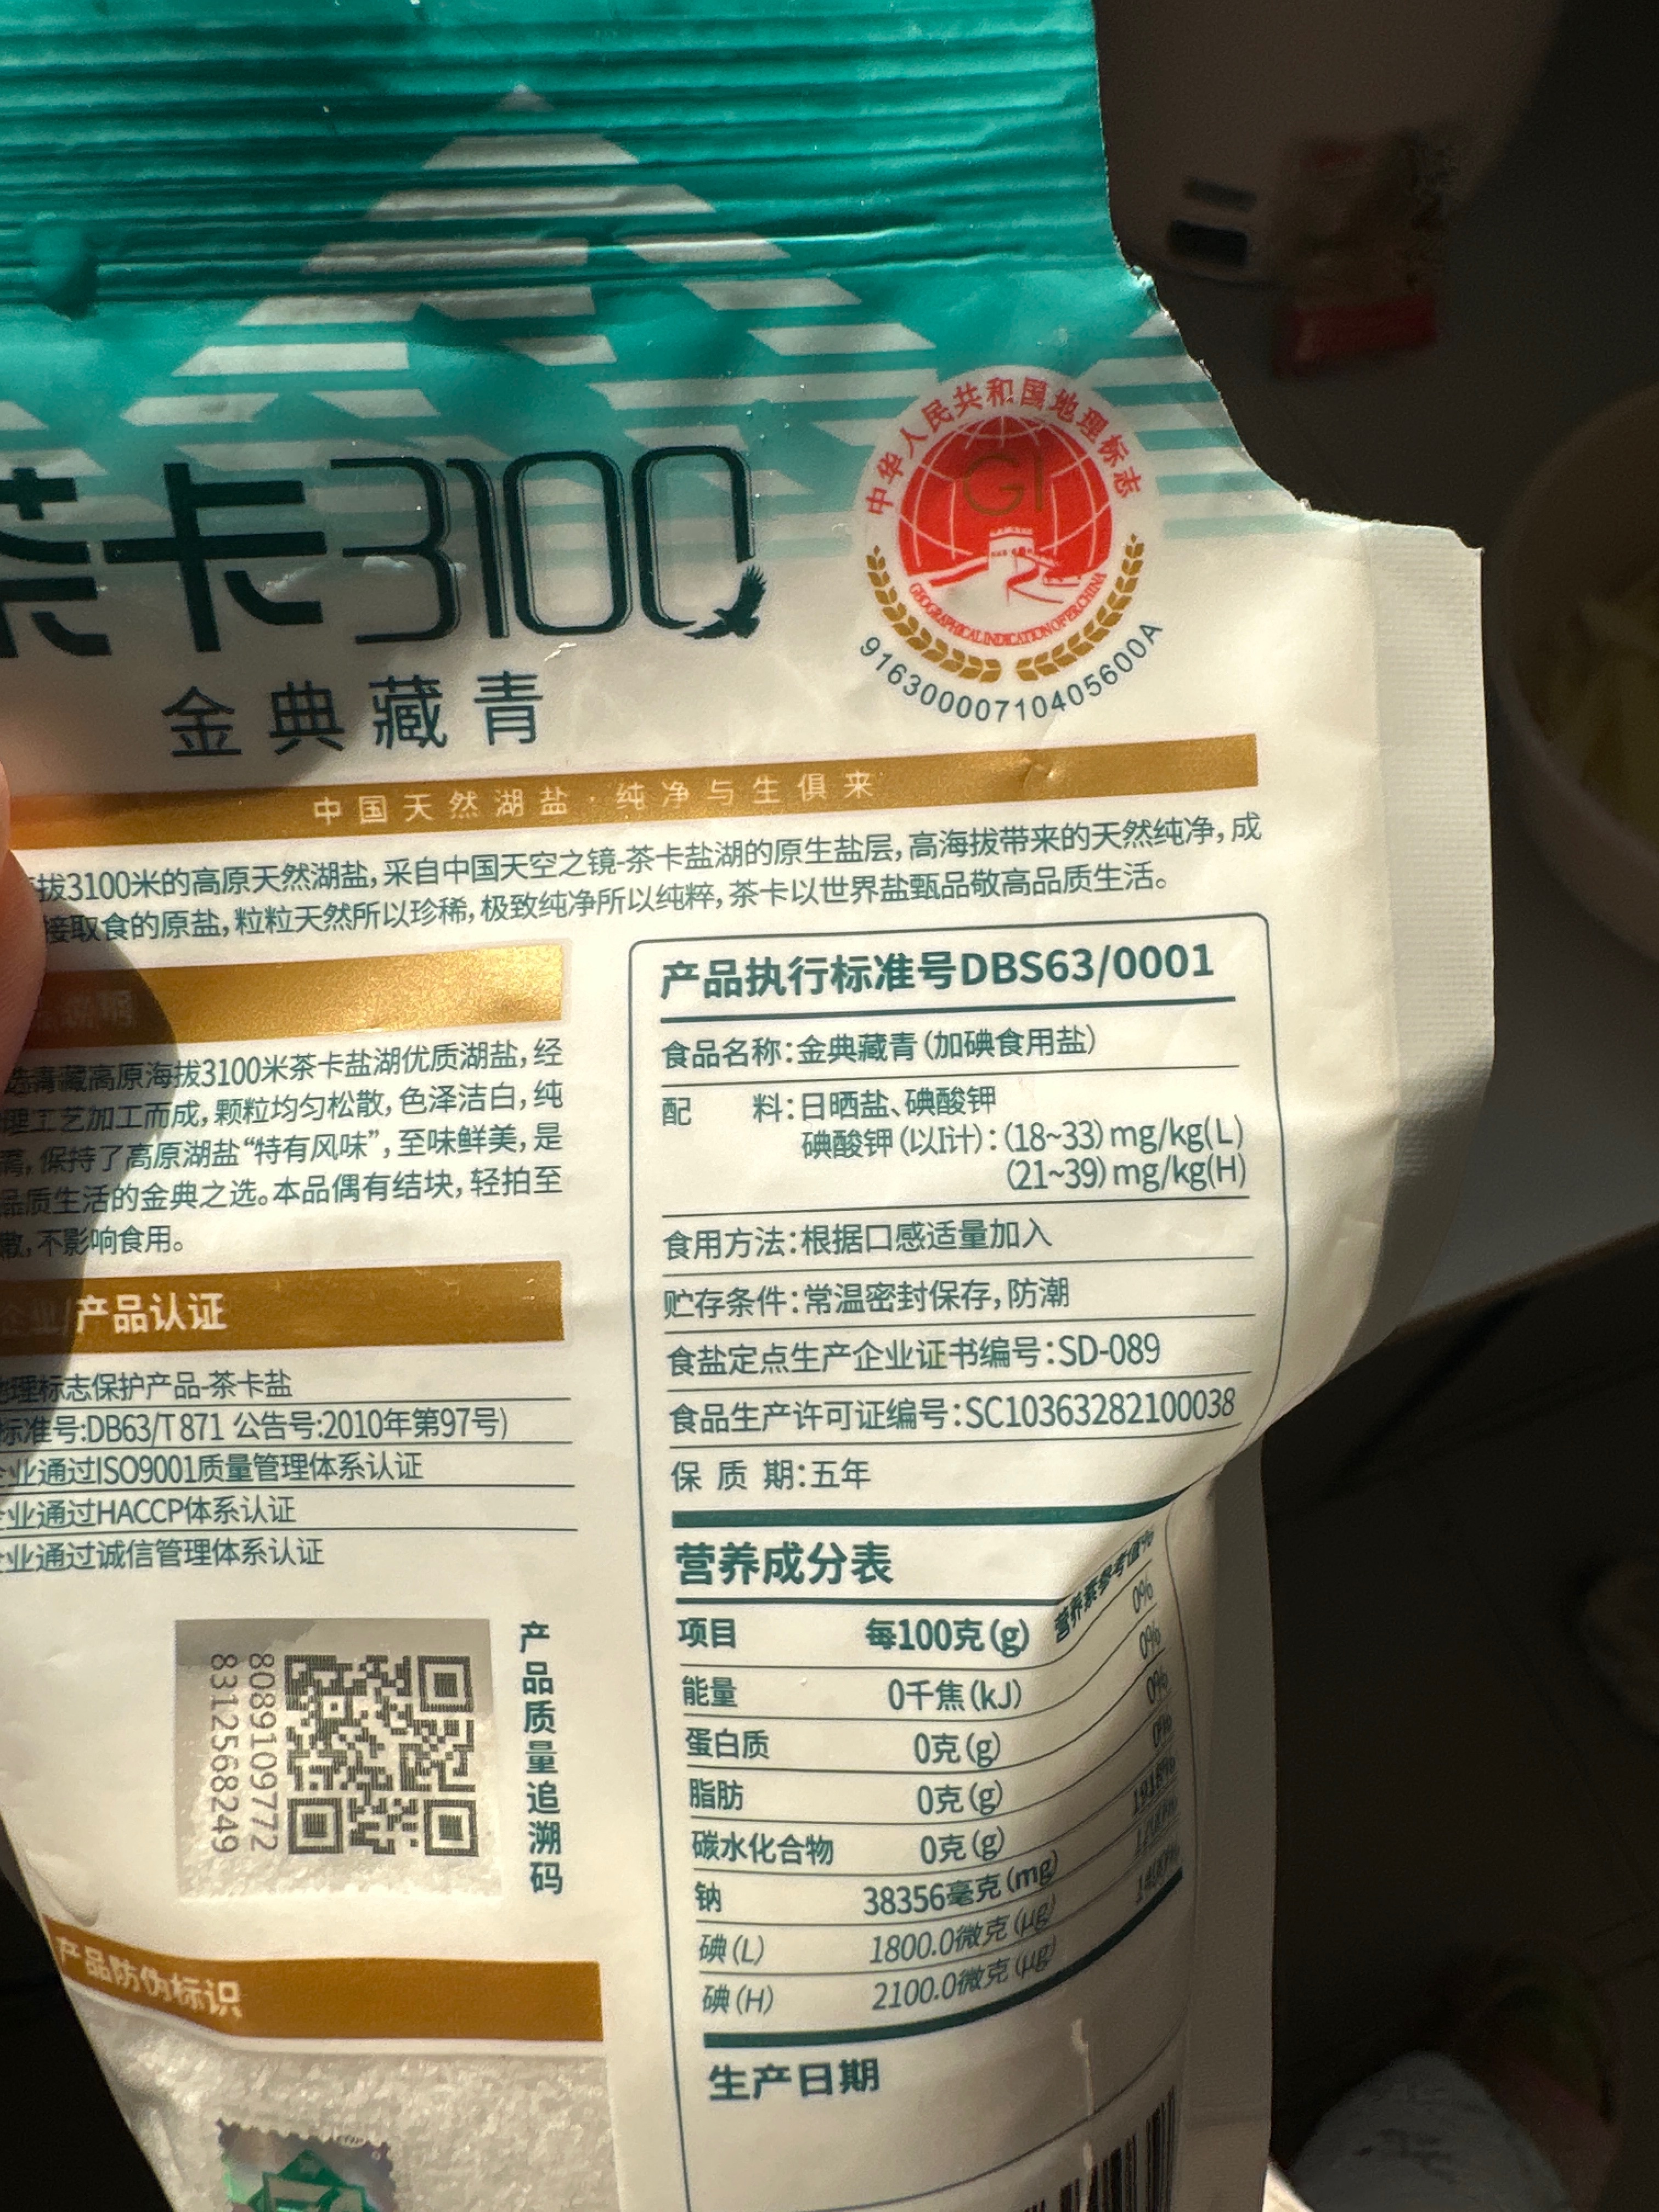 茶卡3100
中华人民共和国地理标志
GI
GEOGRAPHICAL INDICATION OF P.R.CHINA
91630000710405600A
金典藏青
中国天然湖盐·纯净与生俱来
拔3100米的高原天然湖盐,采自中国天空之镜-茶卡盐湖的原生盐层,高海拔带来的天然纯净,成
接取食的原盐,粒粒天然所以珍稀,极致纯净所以纯粹,茶卡以世界盐甄品敬高品质生活。
选青藏高原海拔3100米茶卡盐湖优质湖盐,经
工艺加工而成,颗粒均匀松散,色泽洁白,纯
保持了高原湖盐“特有风味”,至味鲜美,是
品质生活的金典之选。本品偶有结块,轻拍至
散,不影响食用。
企业/产品认证
地理标志保护产品-茶卡盐
标准号:DB63/T 871 公告号:2010年第97号)
企业通过ISO9001质量管理体系认证
企业通过HACCP体系认证
企业通过诚信管理体系认证
产品质量追溯码
8089109772
8312568249
产品防伪标识
产品执行标准号DBS63/0001
食品名称:金典藏青(加碘食用盐)
配 料:日晒盐、碘酸钾
碘酸钾(以I计):(18~33)mg/kg(L)
(21~39)mg/kg(H)
食用方法:根据口感适量加入
贮存条件:常温密封保存,防潮
食盐定点生产企业证书编号:SD-089
食品生产许可证编号:SC10363282100038
保 质 期:五年
营养成分表
项目 每100克(g) 营养素参考值%
能量 0千焦(kJ) 0%
蛋白质 0克(g) 0%
脂肪 0克(g) 0%
碳水化合物 0克(g) 0%
钠 38356毫克(mg) 1918%
碘(L) 1800.0微克(μg)
碘(H) 2100.0微克(μg)
生产日期